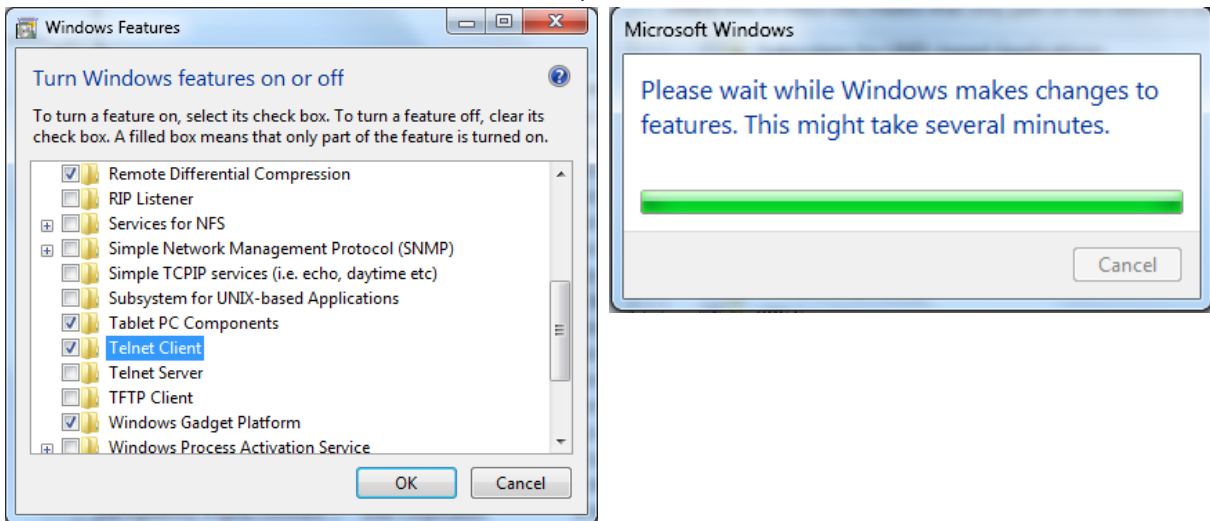 Windows Features
Turn Windows features on or off
To turn a feature on, select its check box. To turn a feature off, clear its
check box. A filled box means that only part of the feature is turned on.
Remote Differential Compression
RIP Listener
Services for NFS
Simple Network Management Protocol (SNMP)
Simple TCPIP services (i.e. echo, daytime etc)
Subsystem for UNIX-based Applications
Tablet PC Components
Telnet Client
Telnet Server
TFTP Client
Windows Gadget Platform
Windows Process Activation Service
OK
Cancel
Microsoft Windows
Please wait while Windows makes changes to
features. This might take several minutes.
Cancel